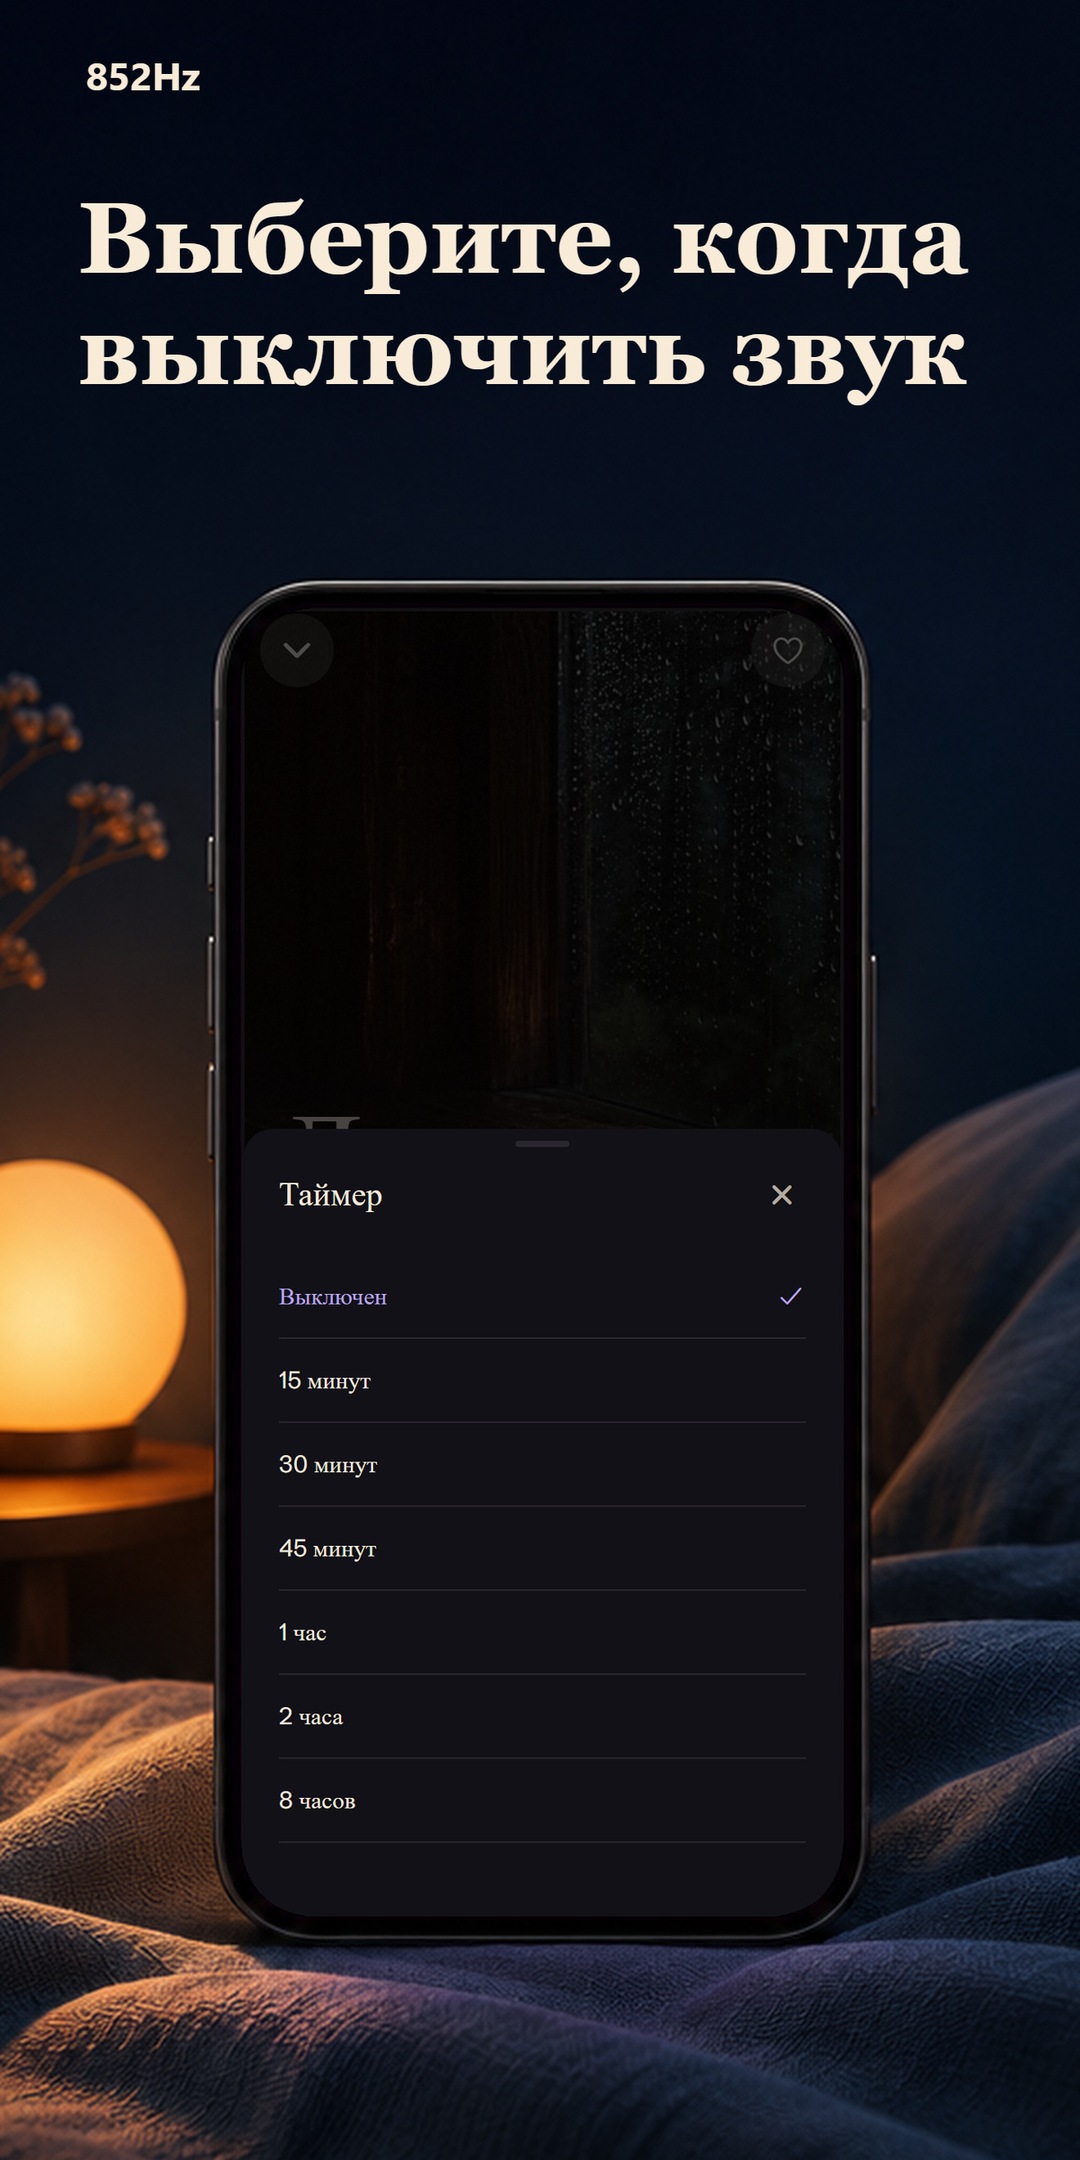 852Hz
Выберите, когда
выключить звук
Таймер
Выключен
15 минут
30 минут
45 минут
1 час
2 часа
8 часов